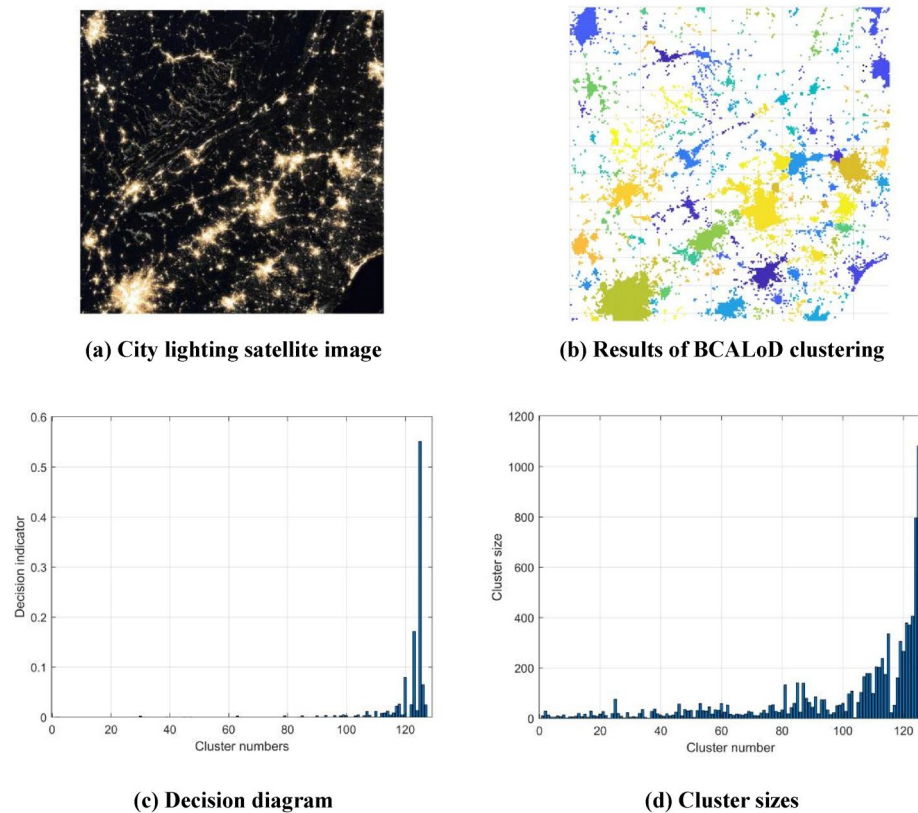 (a) City lighting satellite image
(b) Results of BCALoD clustering
0.6
0.5
0.4
0.3
0.2
0.1
0
Decision indicator
0 20 40 60 80 100 120
Cluster numbers
(c) Decision diagram
1200
1000
800
600
400
200
0
Cluster size
0 20 40 60 80 100 120
Cluster number
(d) Cluster sizes